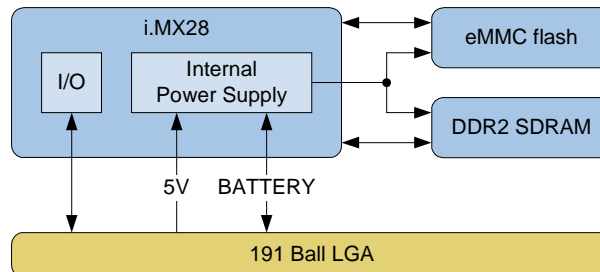 i.MX28
eMMC flash
I/O
Internal
Power Supply
DDR2 SDRAM
5V
BATTERY
191 Ball LGA